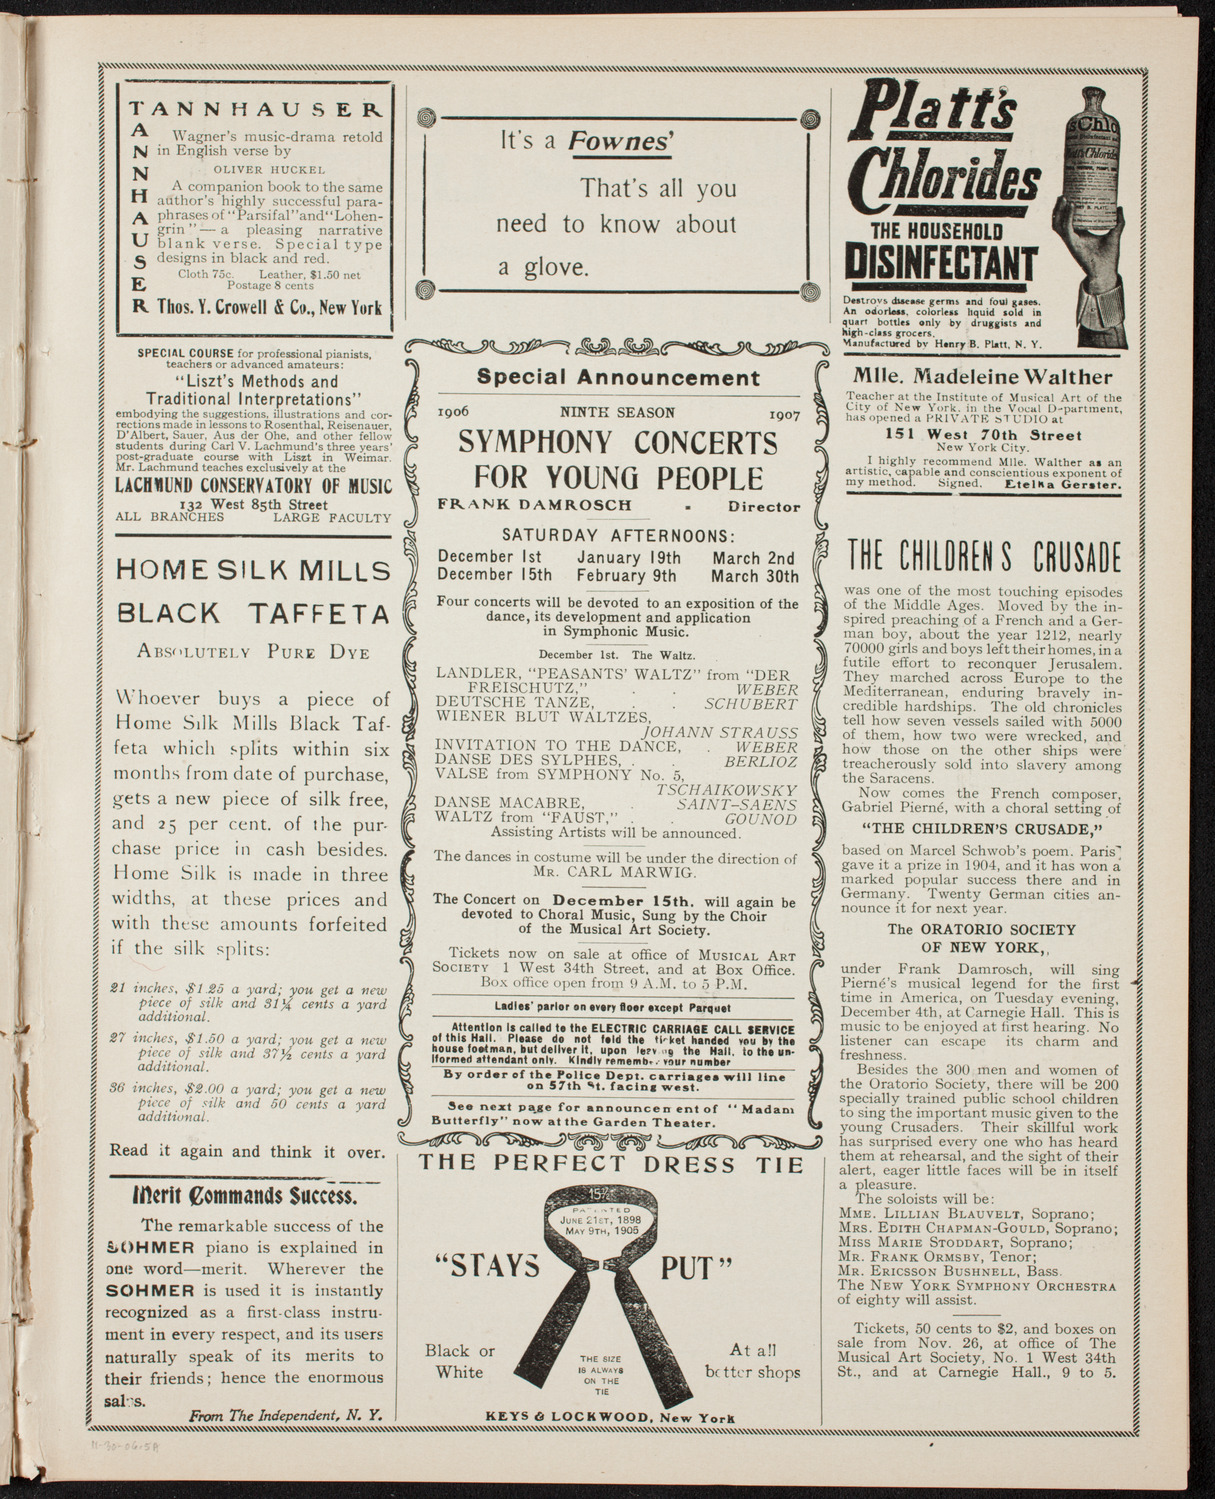 TANNHAUSER
TANNHAUSER
Wagner's music-drama retold
in English verse by
OLIVER HUCKEL
A companion book to the same
author's highly successful para-
phrases of "Parsifal" and "Lohen-
grin"—a pleasing narrative
blank verse. Special type
designs in black and red.
Cloth 75c. Leather, $1.50 net
Postage 8 cents
Thos. Y. Crowell & Co., New York
SPECIAL COURSE for professional pianists,
teachers or advanced amateurs:
"Liszt's Methods and
Traditional Interpretations"
embodying the suggestions, illustrations and cor-
rections made in lessons to Rosenthal, Reisenauer,
D'Albert, Sauer, Aus der Ohe, and other fellow
students during Carl V. Lachmund's three years'
post-graduate course with Liszt in Weimar.
Mr. Lachmund teaches exclusively at the
LACHMUND CONSERVATORY OF MUSIC
132 West 85th Street
ALL BRANCHES LARGE FACULTY
HOME SILK MILLS
BLACK TAFFETA
ABSOLUTELY PURE DYE
Whoever buys a piece of
Home Silk Mills Black Taf-
feta which splits within six
months from date of purchase,
gets a new piece of silk free,
and 25 per cent. of the pur-
chase price in cash besides.
Home Silk is made in three
widths, at these prices and
with these amounts forfeited
if the silk splits:
21 inches, $1.25 a yard; you get a new
piece of silk and 31¼ cents a yard
additional.
27 inches, $1.50 a yard; you get a new
piece of silk and 37½ cents a yard
additional.
36 inches, $2.00 a yard; you get a new
piece of silk and 50 cents a yard
additional.
Read it again and think it over.
Merit Commands Success.
The remarkable success of the
SOHMER piano is explained in
one word—merit. Wherever the
SOHMER is used it is instantly
recognized as a first-class instru-
ment in every respect, and its users
naturally speak of its merits to
their friends; hence the enormous
sales.
From The Independent, N. Y.
It's a Fownes'
That's all you
need to know about
a glove.
Special Announcement
1906 NINTH SEASON 1907
SYMPHONY CONCERTS
FOR YOUNG PEOPLE
FRANK DAMROSCH - Director
SATURDAY AFTERNOONS:
December 1st January 19th March 2nd
December 15th February 9th March 30th
Four concerts will be devoted to an exposition of the
dance, its development and application
in Symphonic Music.
December 1st. The Waltz.
LANDLER, "PEASANTS' WALTZ" from "DER
FREISCHUTZ," . . WEBER
DEUTSCHE TANZE, . . SCHUBERT
WIENER BLUT WALTZES,
JOHANN STRAUSS
INVITATION TO THE DANCE, . WEBER
DANSE DES SYLPHES, . . BERLIOZ
VALSE from SYMPHONY No. 5,
TSCHAIKOWSKY
DANSE MACABRE, . SAINT-SAENS
WALTZ from "FAUST," . . GOUNOD
Assisting Artists will be announced.
The dances in costume will be under the direction of
MR. CARL MARWIG.
The Concert on December 15th, will again be
devoted to Choral Music, Sung by the Choir
of the Musical Art Society.
Tickets now on sale at office of MUSICAL ART
SOCIETY 1 West 34th Street, and at Box Office.
Box office open from 9 A.M. to 5 P.M.
Ladies' parlor on every floor except Parquet
Attention is called to the ELECTRIC CARRIAGE CALL SERVICE
of this Hall. Please do not fold the ticket handed you by the
house footman, but deliver it, upon leaving the Hall, to the un-
iformed attendant only. Kindly remember your number
By order of the Police Dept. carriages will line
on 57th St. facing west.
See next page for announcement of "Madam
Butterfly" now at the Garden Theater.
THE PERFECT DRESS TIE
15½
PATENTED
JUNE 21ST, 1898
MAY 9TH, 1905
"STAYS PUT"
Black or
White
THE SIZE
IS ALWAYS
ON THE
TIE
At all
better shops
KEYS & LOCKWOOD, New York
Platt's
Chlorides
THE HOUSEHOLD
DISINFECTANT
Destroys disease germs and foul gases.
An odorless, colorless liquid sold in
quart bottles only by druggists and
high-class grocers.
Manufactured by Henry B. Platt, N. Y.
Mlle. Madeleine Walther
Teacher at the Institute of Musical Art of the
City of New York, in the Vocal Department,
has opened a PRIVATE STUDIO at
151 West 70th Street
New York City.
I highly recommend Mlle. Walther as an
artistic, capable and conscientious exponent of
my method. Signed. Etelka Gerster.
THE CHILDREN S CRUSADE
was one of the most touching episodes
of the Middle Ages. Moved by the in-
spired preaching of a French and a Ger-
man boy, about the year 1212, nearly
70000 girls and boys left their homes, in a
futile effort to reconquer Jerusalem.
They marched across Europe to the
Mediterranean, enduring bravely in-
credible hardships. The old chronicles
tell how seven vessels sailed with 5000
of them, how two were wrecked, and
how those on the other ships were
treacherously sold into slavery among
the Saracens.
Now comes the French composer,
Gabriel Pierné, with a choral setting of
"THE CHILDREN'S CRUSADE,"
based on Marcel Schwob's poem. Paris
gave it a prize in 1904, and it has won a
marked popular success there and in
Germany. Twenty German cities an-
nounce it for next year.
The ORATORIO SOCIETY
OF NEW YORK,,
under Frank Damrosch, will sing
Pierné's musical legend for the first
time in America, on Tuesday evening,
December 4th, at Carnegie Hall. This is
music to be enjoyed at first hearing. No
listener can escape its charm and
freshness.
Besides the 300 men and women of
the Oratorio Society, there will be 200
specially trained public school children
to sing the important music given to the
young Crusaders. Their skillful work
has surprised every one who has heard
them at rehearsal, and the sight of their
alert, eager little faces will be in itself
a pleasure.
The soloists will be:
MME. LILLIAN BLAUVELT, Soprano;
MRS. EDITH CHAPMAN-GOULD, Soprano;
MISS MARIE STODDART, Soprano;
MR. FRANK ORMSBY, Tenor;
MR. ERICSSON BUSHNELL, Bass.
The NEW YORK SYMPHONY ORCHESTRA
of eighty will assist.
Tickets, 50 cents to $2, and boxes on
sale from Nov. 26, at office of The
Musical Art Society, No. 1 West 34th
St., and at Carnegie Hall., 9 to 5.
11-30-06-5A